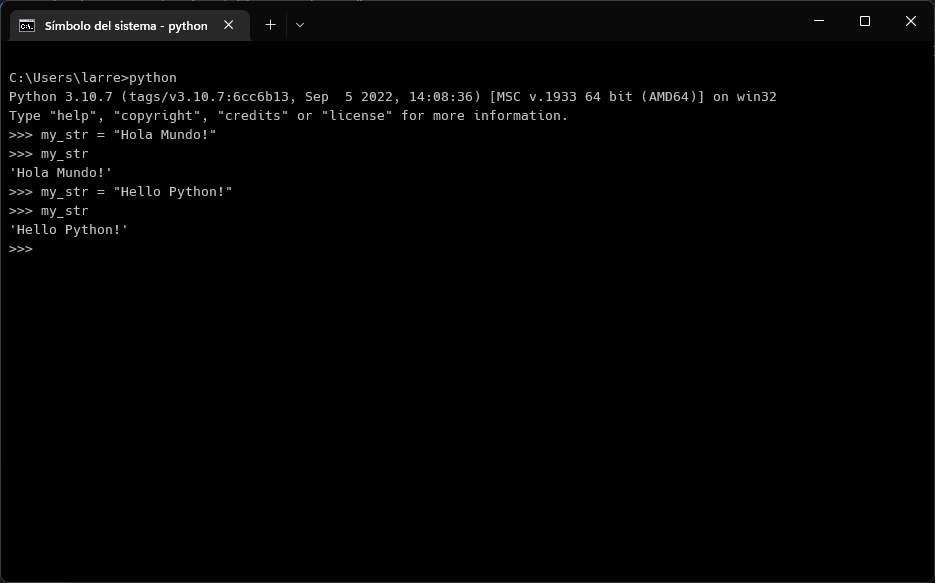 Símbolo del sistema - python
C:\Users\larre>python
Python 3.10.7 (tags/v3.10.7:6cc6b13, Sep  5 2022, 14:08:36) [MSC v.1933 64 bit (AMD64)] on win32
Type "help", "copyright", "credits" or "license" for more information.
>>> my_str = "Hola Mundo!"
>>> my_str
'Hola Mundo!'
>>> my_str = "Hello Python!"
>>> my_str
'Hello Python!'
>>>